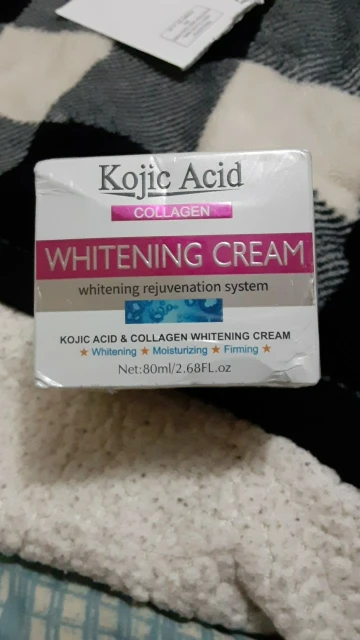 Kojic Acid
COLLAGEN
WHITENING CREAM
whitening rejuvenation system
KOJIC ACID & COLLAGEN WHITENING CREAM
★ Whitening ★ Moisturizing ★ Firming ★
Net:80ml/2.68FL.oz